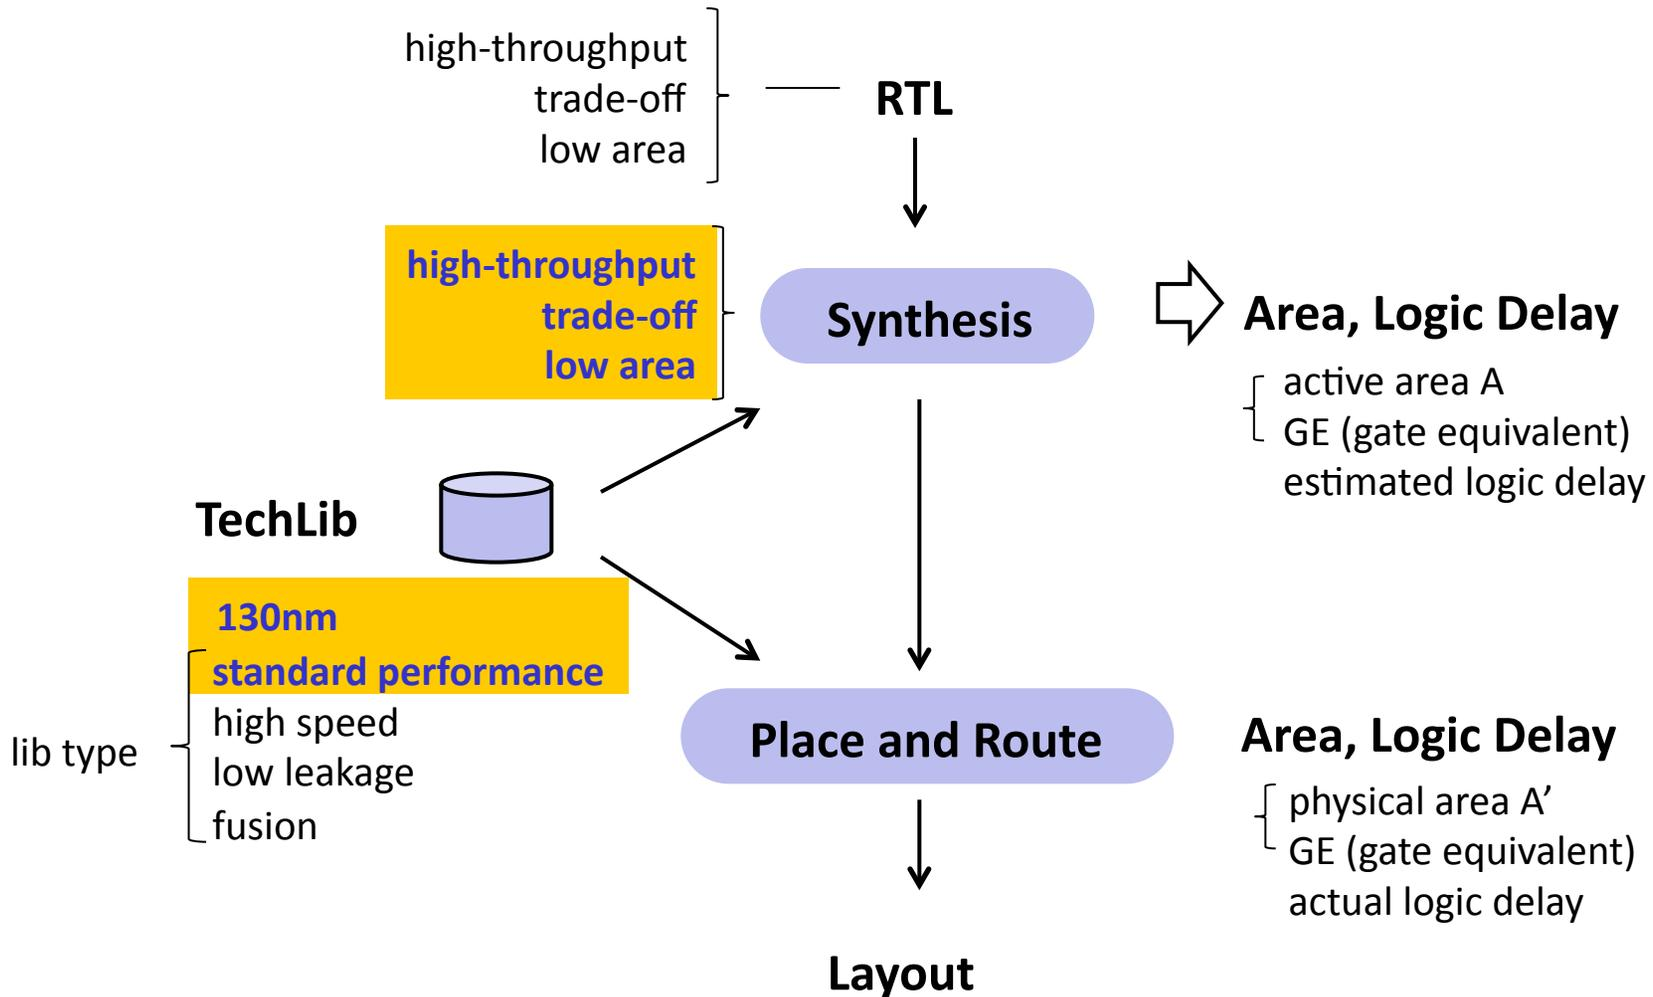 high-throughput
trade-off
low area
RTL
high-throughput
trade-off
low area
Synthesis
Area, Logic Delay
active area A
GE (gate equivalent)
estimated logic delay
TechLib
130nm
standard performance
high speed
low leakage
fusion
lib type
Place and Route
Area, Logic Delay
physical area A’
GE (gate equivalent)
actual logic delay
Layout